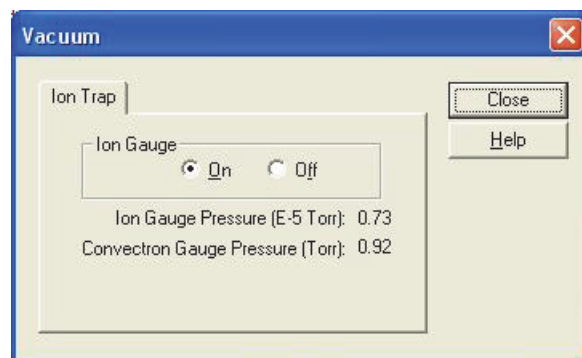 Vacuum
Ion Trap
Close
Help
Ion Gauge
On Off
Ion Gauge Pressure (E-5 Torr): 0.73
Convectron Gauge Pressure (Torr): 0.92